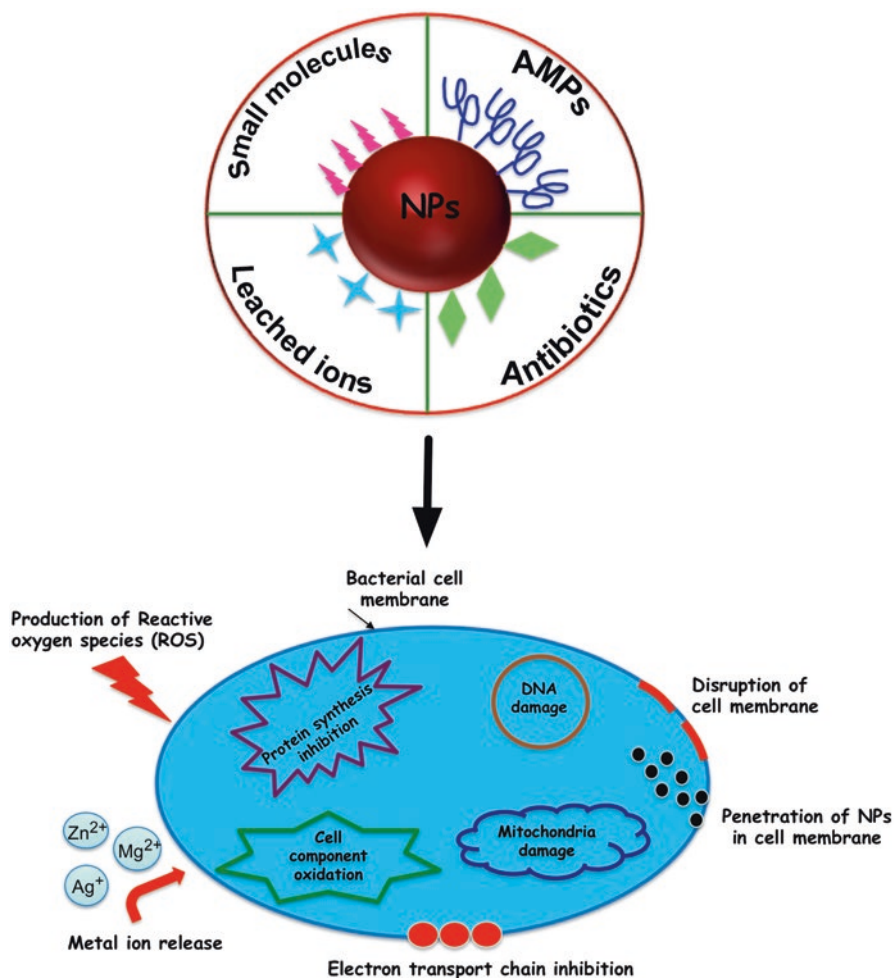 Small molecules
AMPs
NPs
Leached ions
Antibiotics
Bacterial cell
membrane
Production of Reactive
oxygen species (ROS)
Protein synthesis
inhibition
DNA
damage
Disruption of
cell membrane
Zn2+
Mg2+
Ag+
Cell
component
oxidation
Mitochondria
damage
Penetration of NPs
in cell membrane
Metal ion release
Electron transport chain inhibition